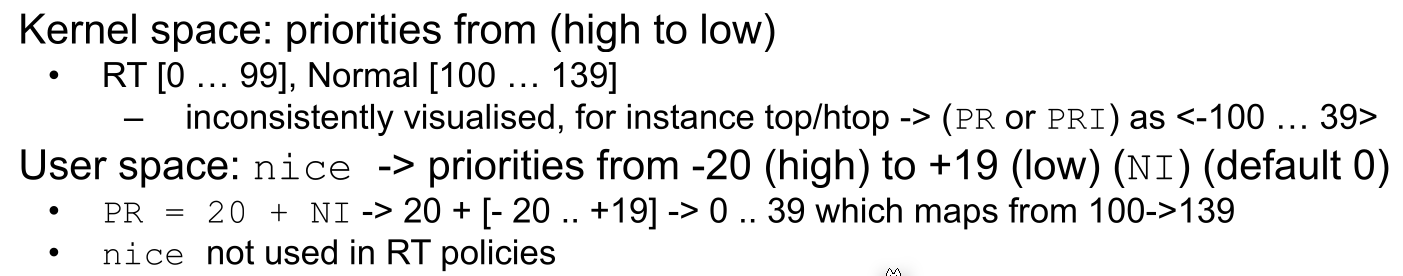 Kernel space: priorities from (high to low)
• RT [0 … 99], Normal [100 … 139]
– inconsistently visualised, for instance top/htop -> (PR or PRI) as <-100 … 39>
User space: nice -> priorities from -20 (high) to +19 (low) (NI) (default 0)
• PR = 20 + NI -> 20 + [- 20 .. +19] -> 0 .. 39 which maps from 100->139
• nice not used in RT policies